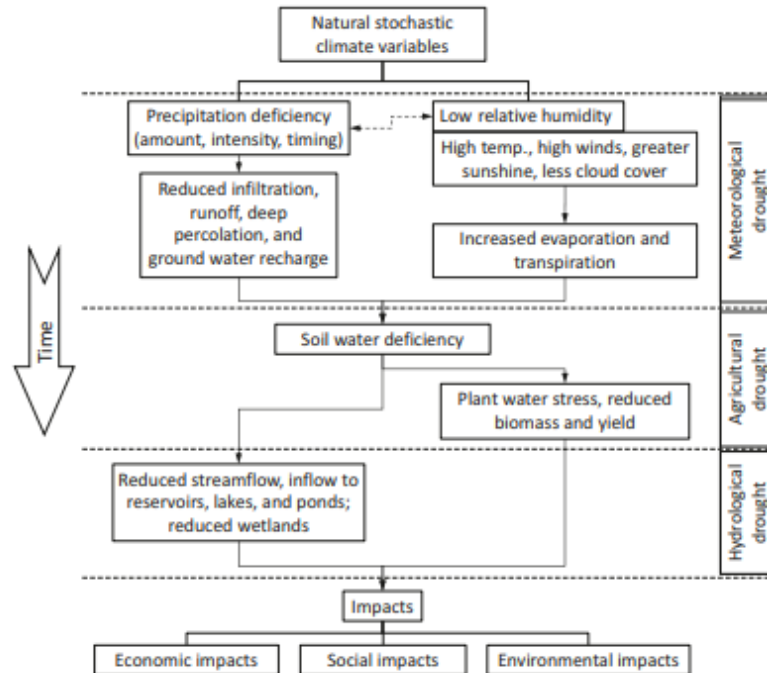 Natural stochastic
climate variables
Precipitation deficiency
(amount, intensity, timing)
Low relative humidity
High temp., high winds, greater
sunshine, less cloud cover
Reduced infiltration,
runoff, deep
percolation, and
ground water recharge
Increased evaporation and
transpiration
Meteorological
drought
Time
Soil water deficiency
Plant water stress, reduced
biomass and yield
Agricultural
drought
Reduced streamflow, inflow to
reservoirs, lakes, and ponds;
reduced wetlands
Hydrological
drought
Impacts
Economic impacts
Social impacts
Environmental impacts